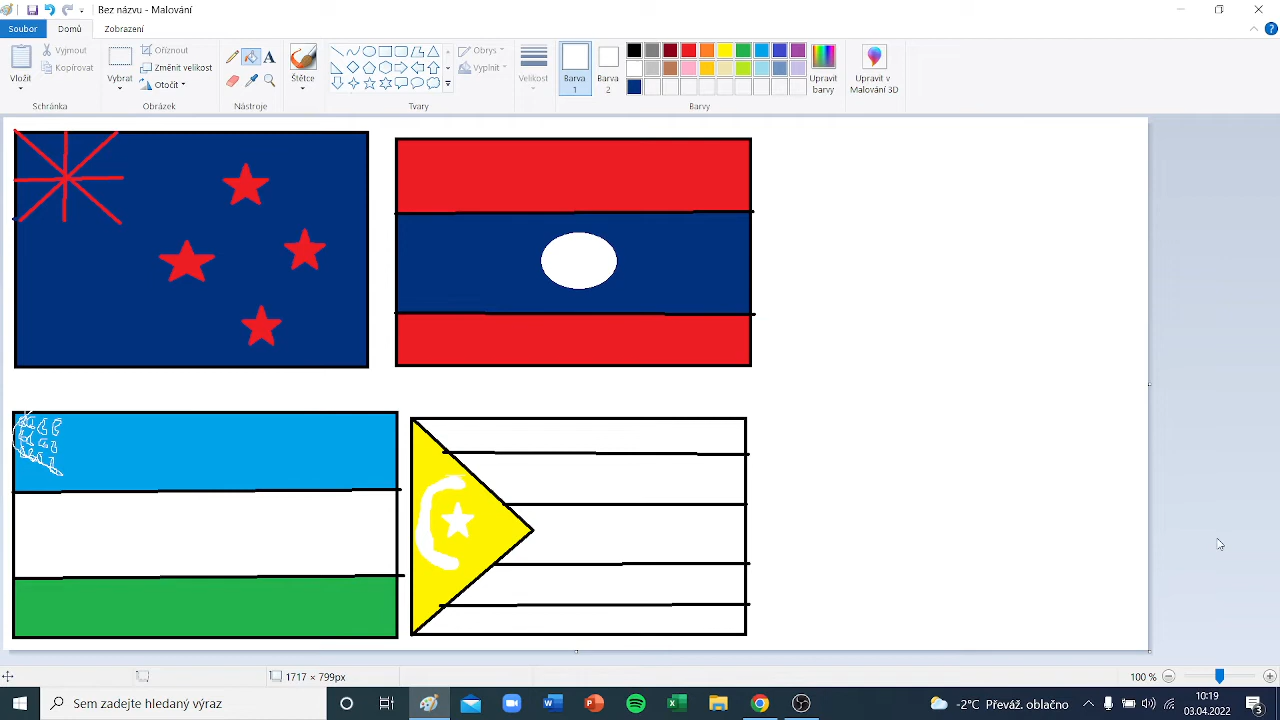 Bez názvu - Malování
Soubor Domů Zobrazení
Vložit
Vyjmout
Kopírovat
Schránka
Vybrat
Oříznout
Změnit velikost
Otočit
Obrázek
Nástroje
Štětce
Obrys
Vyplnit
Tvary
Velikost
Barva
1
Barva
2
Upravit
barvy
Barvy
Upravit v
Malování 3D
1717 × 799px
100 %
Sem zadejte hledaný výraz
-2°C Převáž. oblačno
10:19
03.04.2022